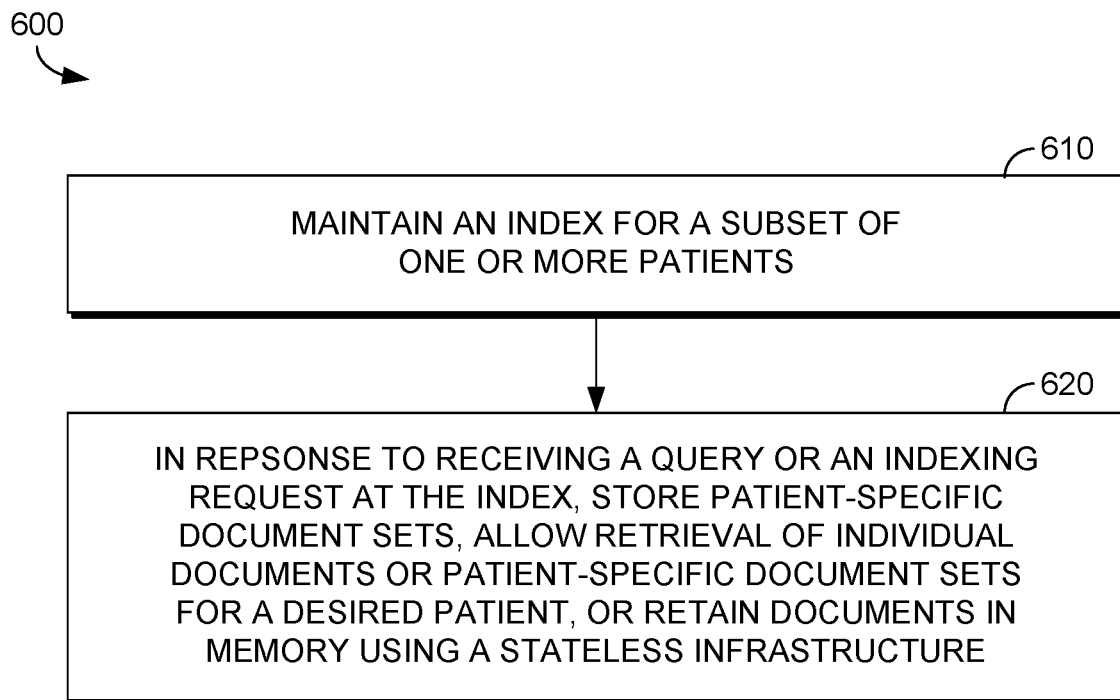 600
610
MAINTAIN AN INDEX FOR A SUBSET OF
ONE OR MORE PATIENTS
620
IN REPSONSE TO RECEIVING A QUERY OR AN INDEXING
REQUEST AT THE INDEX, STORE PATIENT-SPECIFIC
DOCUMENT SETS, ALLOW RETRIEVAL OF INDIVIDUAL
DOCUMENTS OR PATIENT-SPECIFIC DOCUMENT SETS
FOR A DESIRED PATIENT, OR RETAIN DOCUMENTS IN
MEMORY USING A STATELESS INFRASTRUCTURE